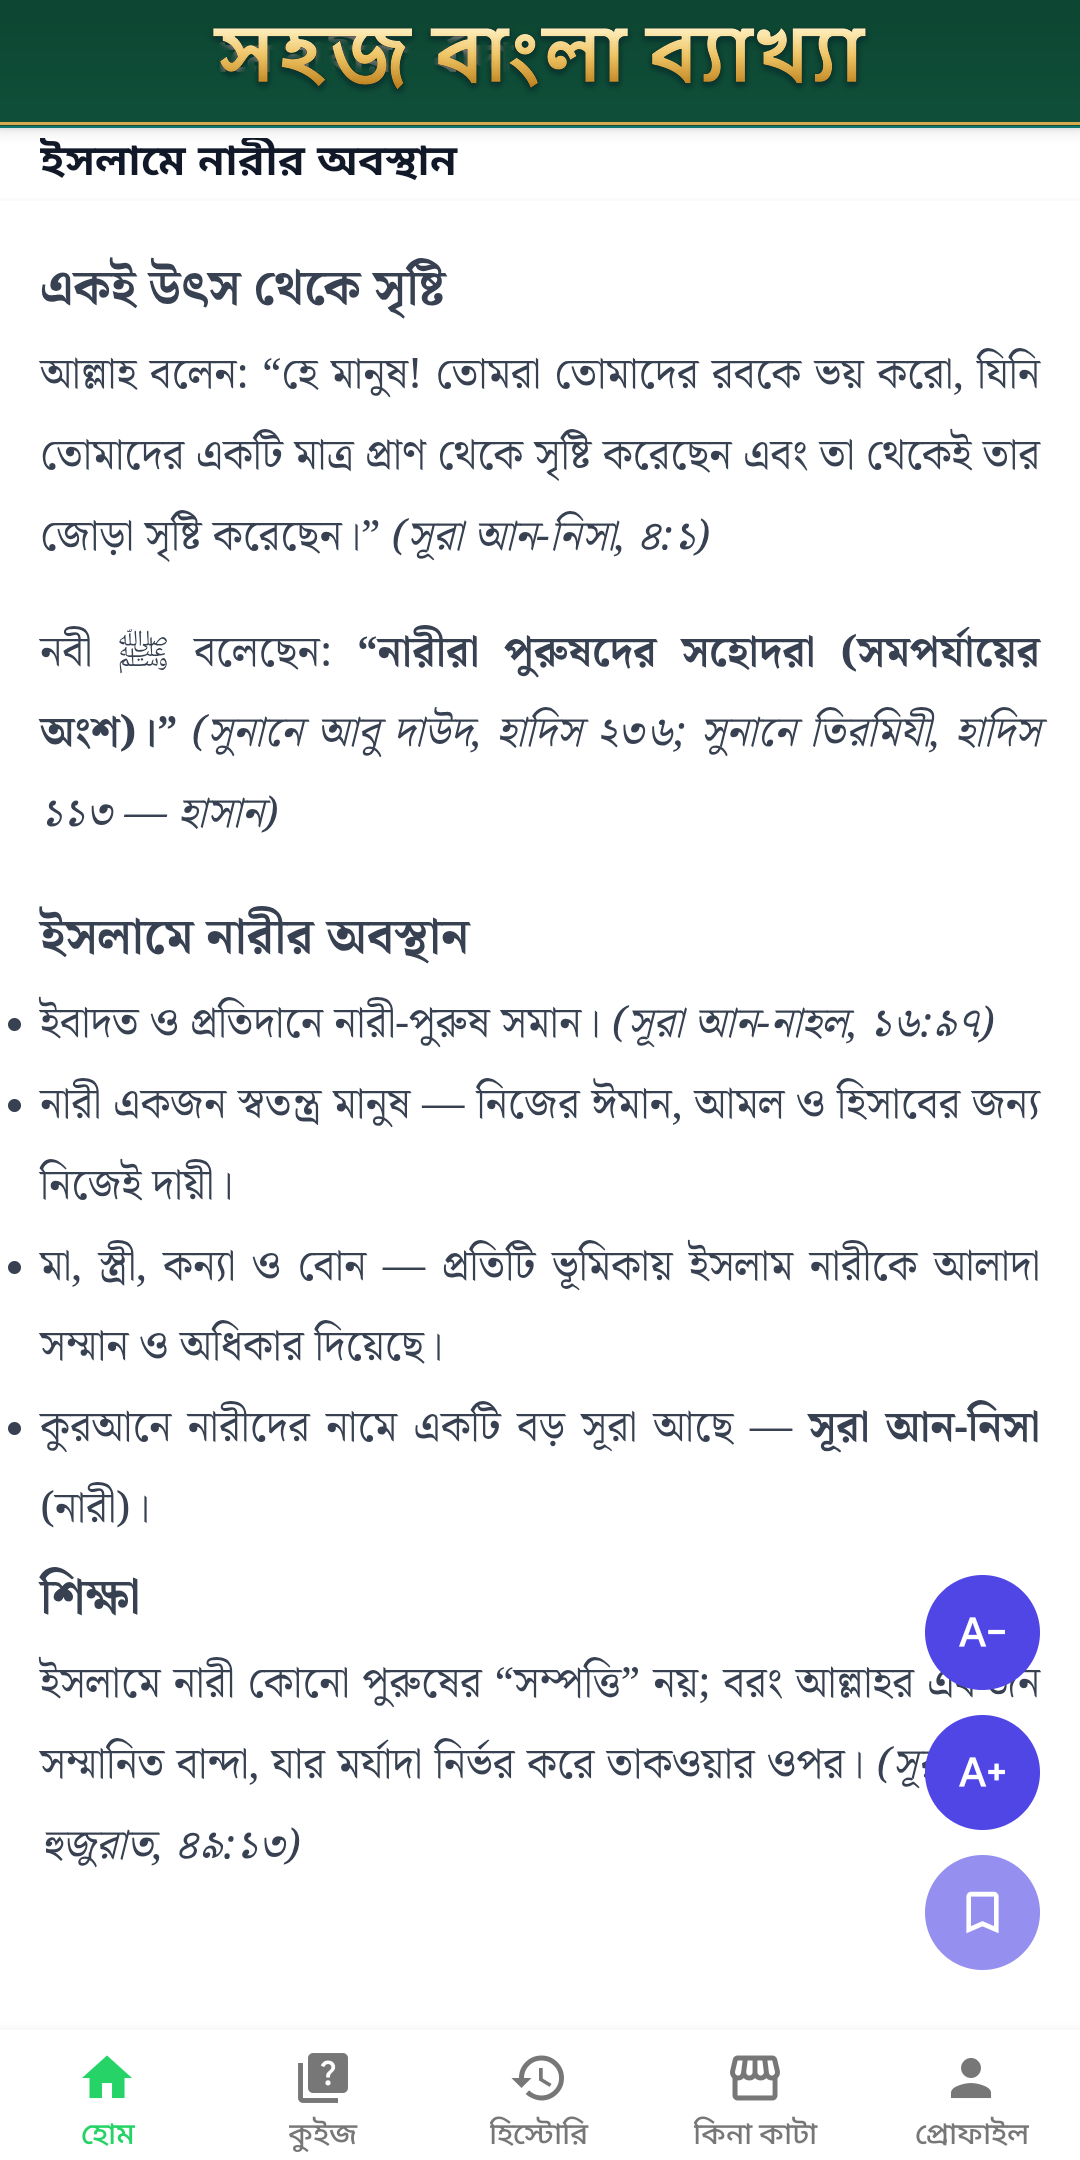 সহজ বাংলা ব্যাখ্যা
ইসলামে নারীর অবস্থান
একই উৎস থেকে সৃষ্টি
আল্লাহ বলেন: “হে মানুষ! তোমরা তোমাদের রবকে ভয় করো, যিনি
তোমাদের একটি মাত্র প্রাণ থেকে সৃষ্টি করেছেন এবং তা থেকেই তার
জোড়া সৃষ্টি করেছেন।” (সূরা আন-নিসা, ৪:১)
নবী ﷺ বলেছেন: “নারীরা পুরুষদের সহোদরা (সমপর্যায়ের
অংশ)।” (সুনানে আবু দাউদ, হাদিস ২৩৬; সুনানে তিরমিযী, হাদিস
১১৩ — হাসান)
ইসলামে নারীর অবস্থান
• ইবাদত ও প্রতিদানে নারী-পুরুষ সমান। (সূরা আন-নাহল, ১৬:৯৭)
• নারী একজন স্বতন্ত্র মানুষ — নিজের ঈমান, আমল ও হিসাবের জন্য
নিজেই দায়ী।
• মা, স্ত্রী, কন্যা ও বোন — প্রতিটি ভূমিকায় ইসলাম নারীকে আলাদা
সম্মান ও অধিকার দিয়েছে।
• কুরআনে নারীদের নামে একটি বড় সূরা আছে — সূরা আন-নিসা
(নারী)।
শিক্ষা
A−
ইসলামে নারী কোনো পুরুষের “সম্পত্তি” নয়; বরং আল্লাহর
সম্মানিত বান্দা, যার মর্যাদা নির্ভর করে তাকওয়ার ওপর।
A+
হুজুরাত, ৪৯:১৩)
হোম
কুইজ
হিস্টোরি
কিনা কাটা
প্রোফাইল